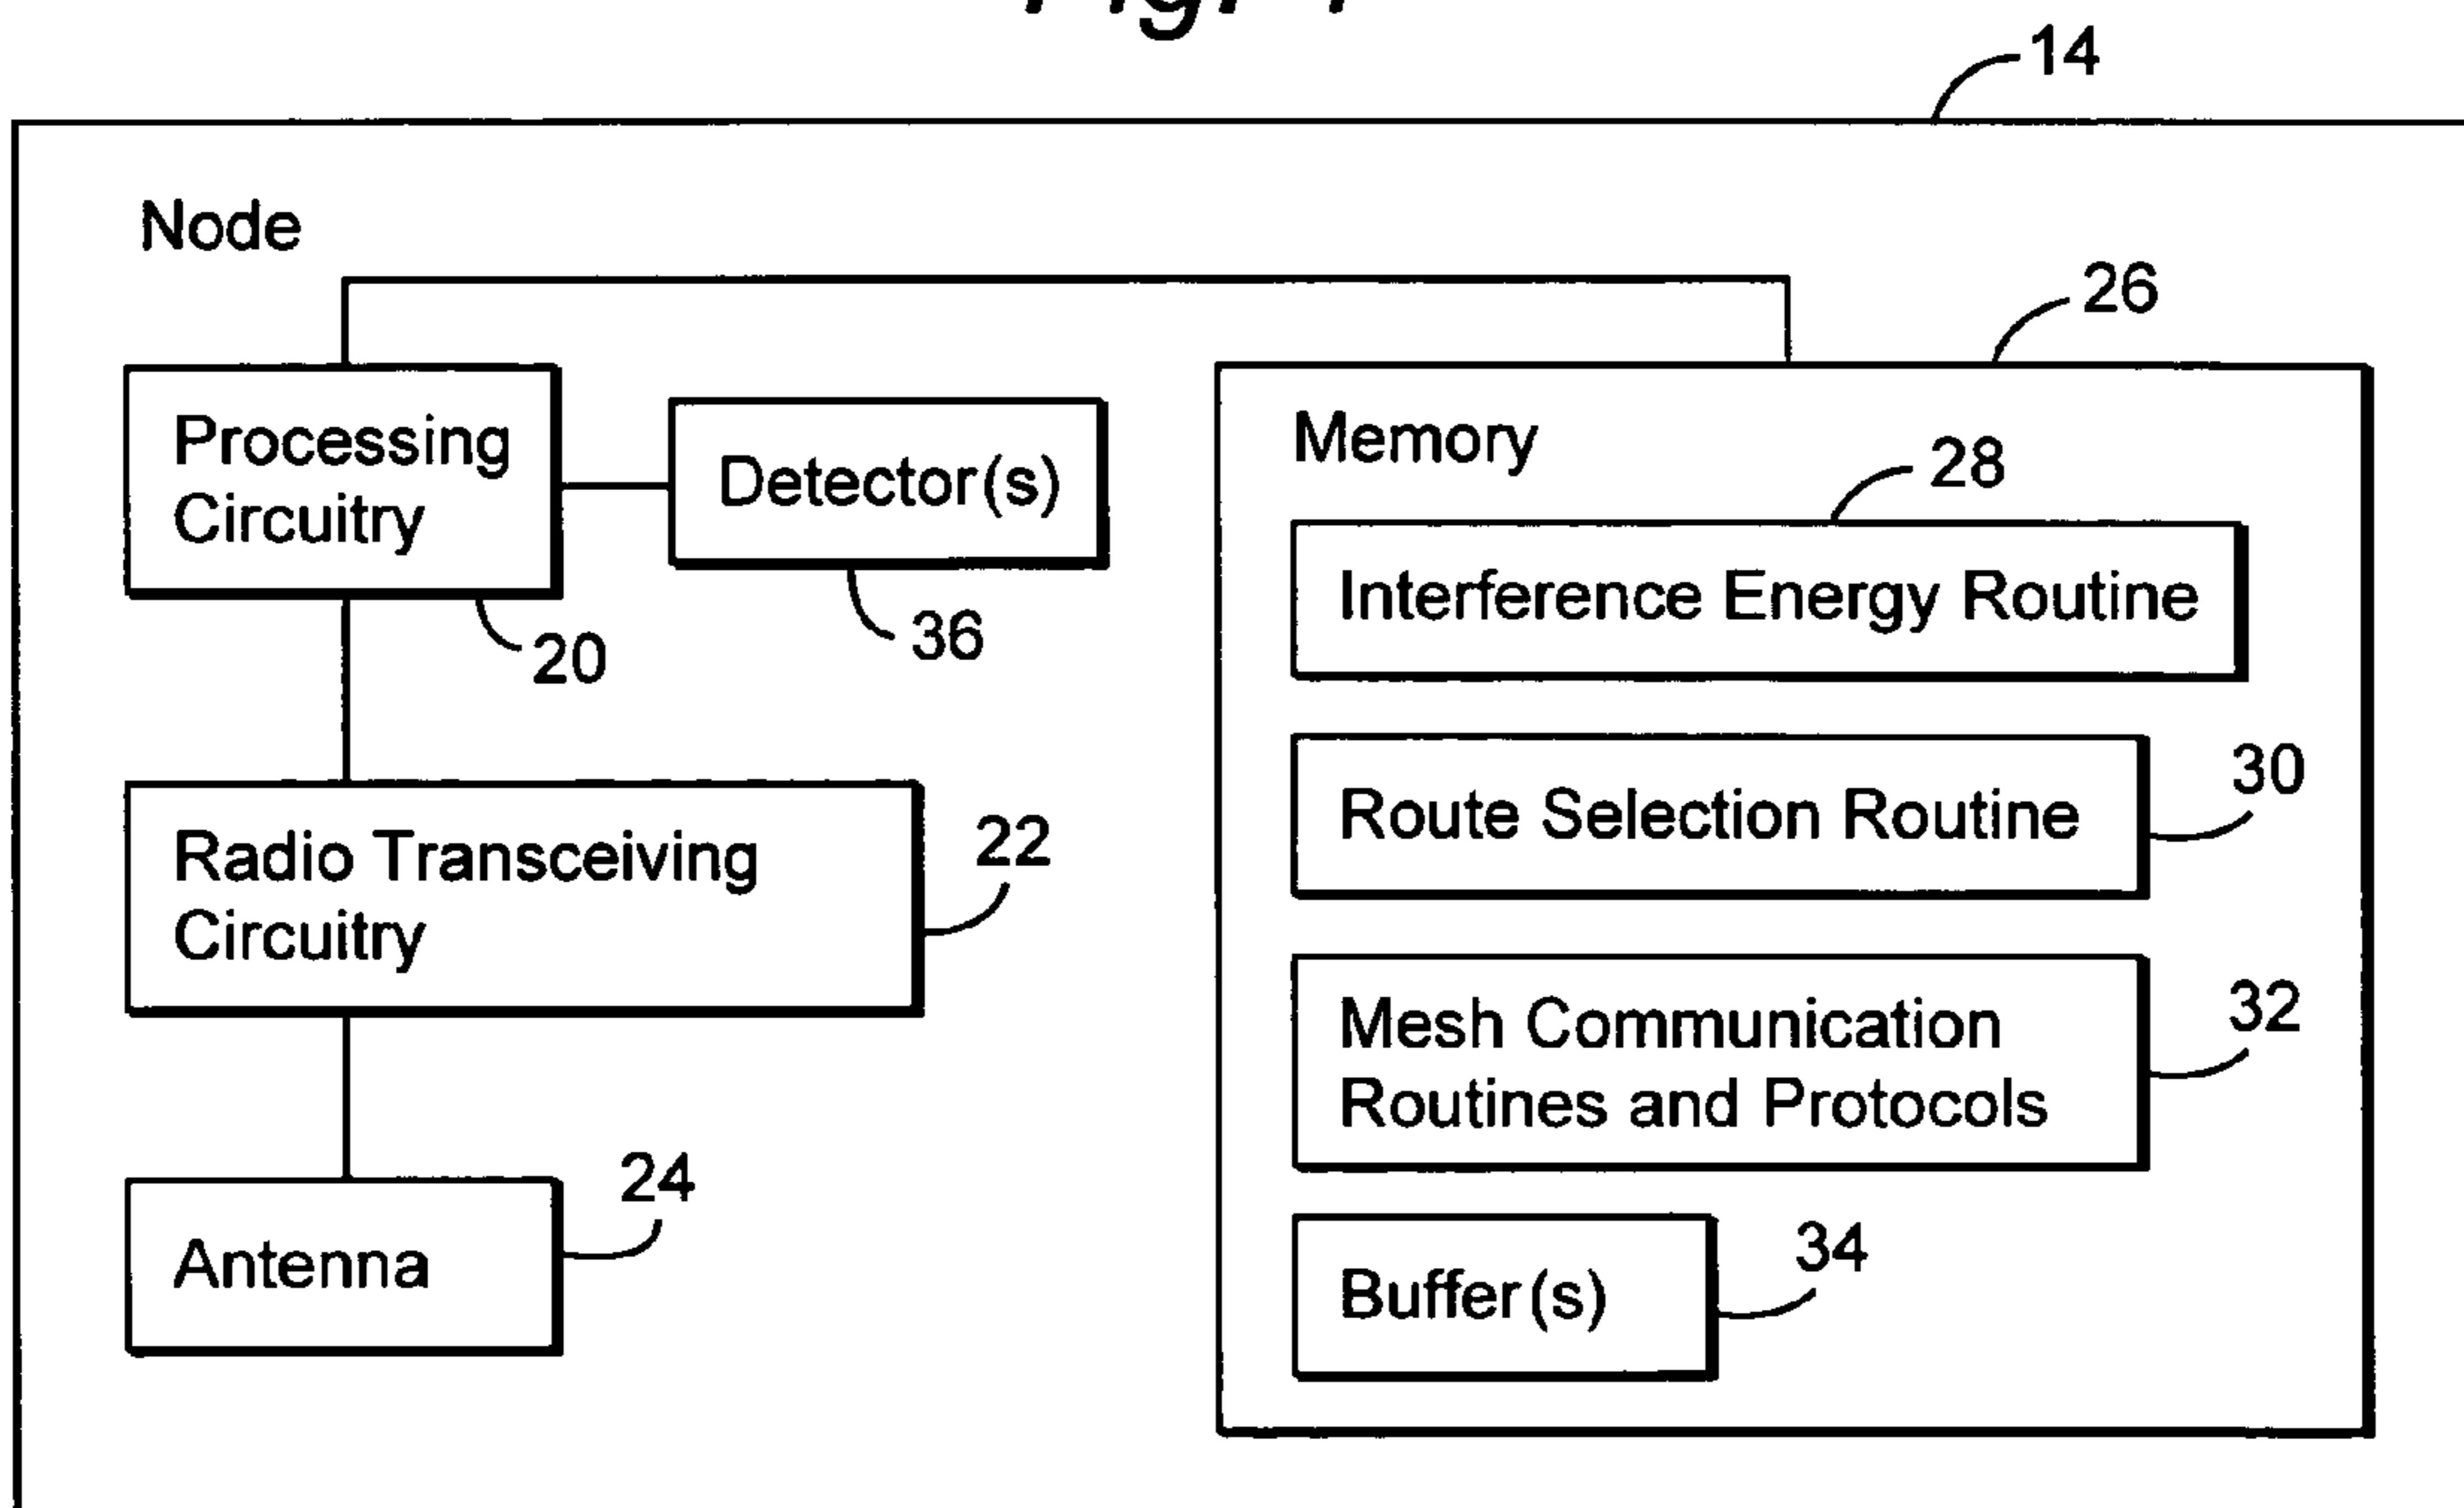 14
Node
26
Processing
Circuitry
Detector(s)
20
36
Memory
28
Interference Energy Routine
Radio Transceiving
Circuitry
22
Route Selection Routine
30
Mesh Communication
Routines and Protocols
32
Antenna
24
Buffer(s)
34